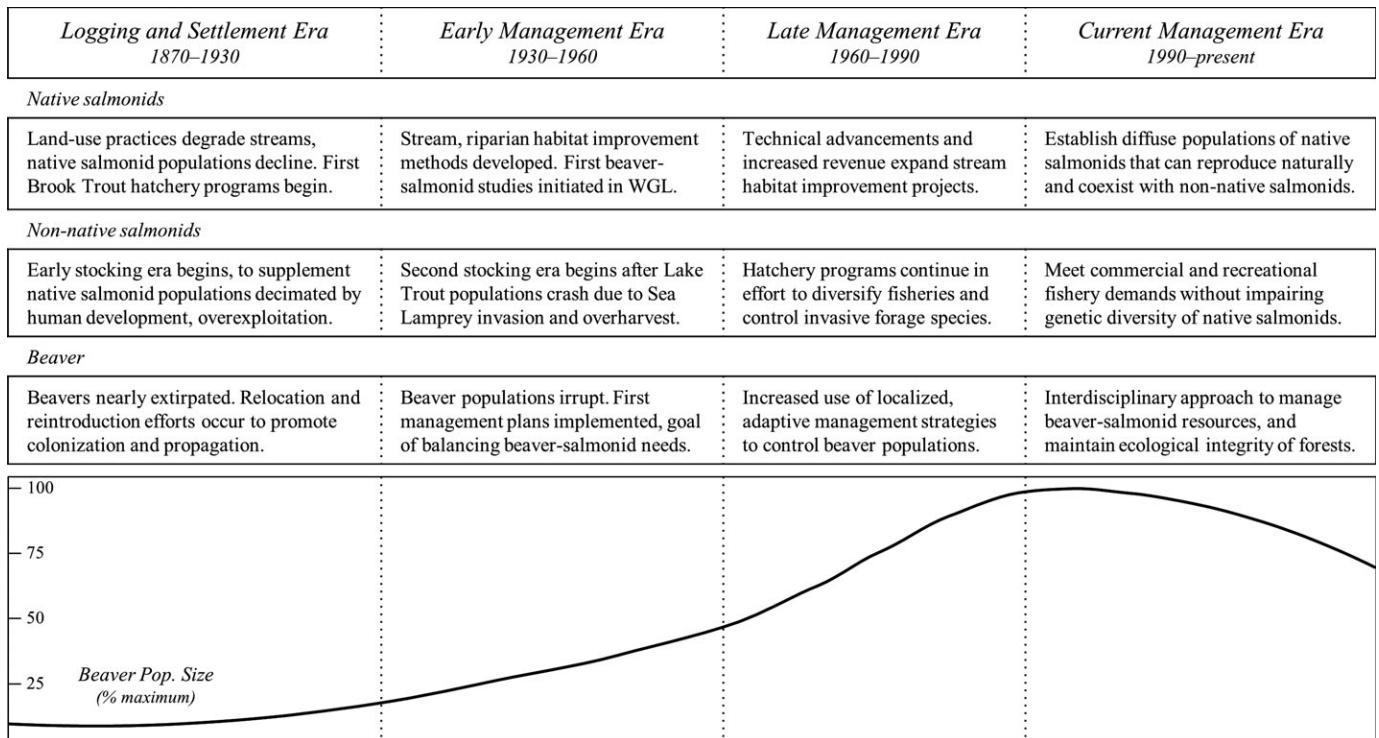 Logging and Settlement Era
1870–1930
Early Management Era
1930–1960
Late Management Era
1960–1990
Current Management Era
1990–present
Native salmonids
Land-use practices degrade streams,
native salmonid populations decline. First
Brook Trout hatchery programs begin.
Stream, riparian habitat improvement
methods developed. First beaver-
salmonid studies initiated in WGL.
Technical advancements and
increased revenue expand stream
habitat improvement projects.
Establish diffuse populations of native
salmonids that can reproduce naturally
and coexist with non-native salmonids.
Non-native salmonids
Early stocking era begins, to supplement
native salmonid populations decimated by
human development, overexploitation.
Second stocking era begins after Lake
Trout populations crash due to Sea
Lamprey invasion and overharvest.
Hatchery programs continue in
effort to diversify fisheries and
control invasive forage species.
Meet commercial and recreational
fishery demands without impairing
genetic diversity of native salmonids.
Beaver
Beavers nearly extirpated. Relocation and
reintroduction efforts occur to promote
colonization and propagation.
Beaver populations irrupt. First
management plans implemented, goal
of balancing beaver-salmonid needs.
Increased use of localized,
adaptive management strategies
to control beaver populations.
Interdisciplinary approach to manage
beaver-salmonid resources, and
maintain ecological integrity of forests.
100
75
50
25
Beaver Pop. Size
(% maximum)